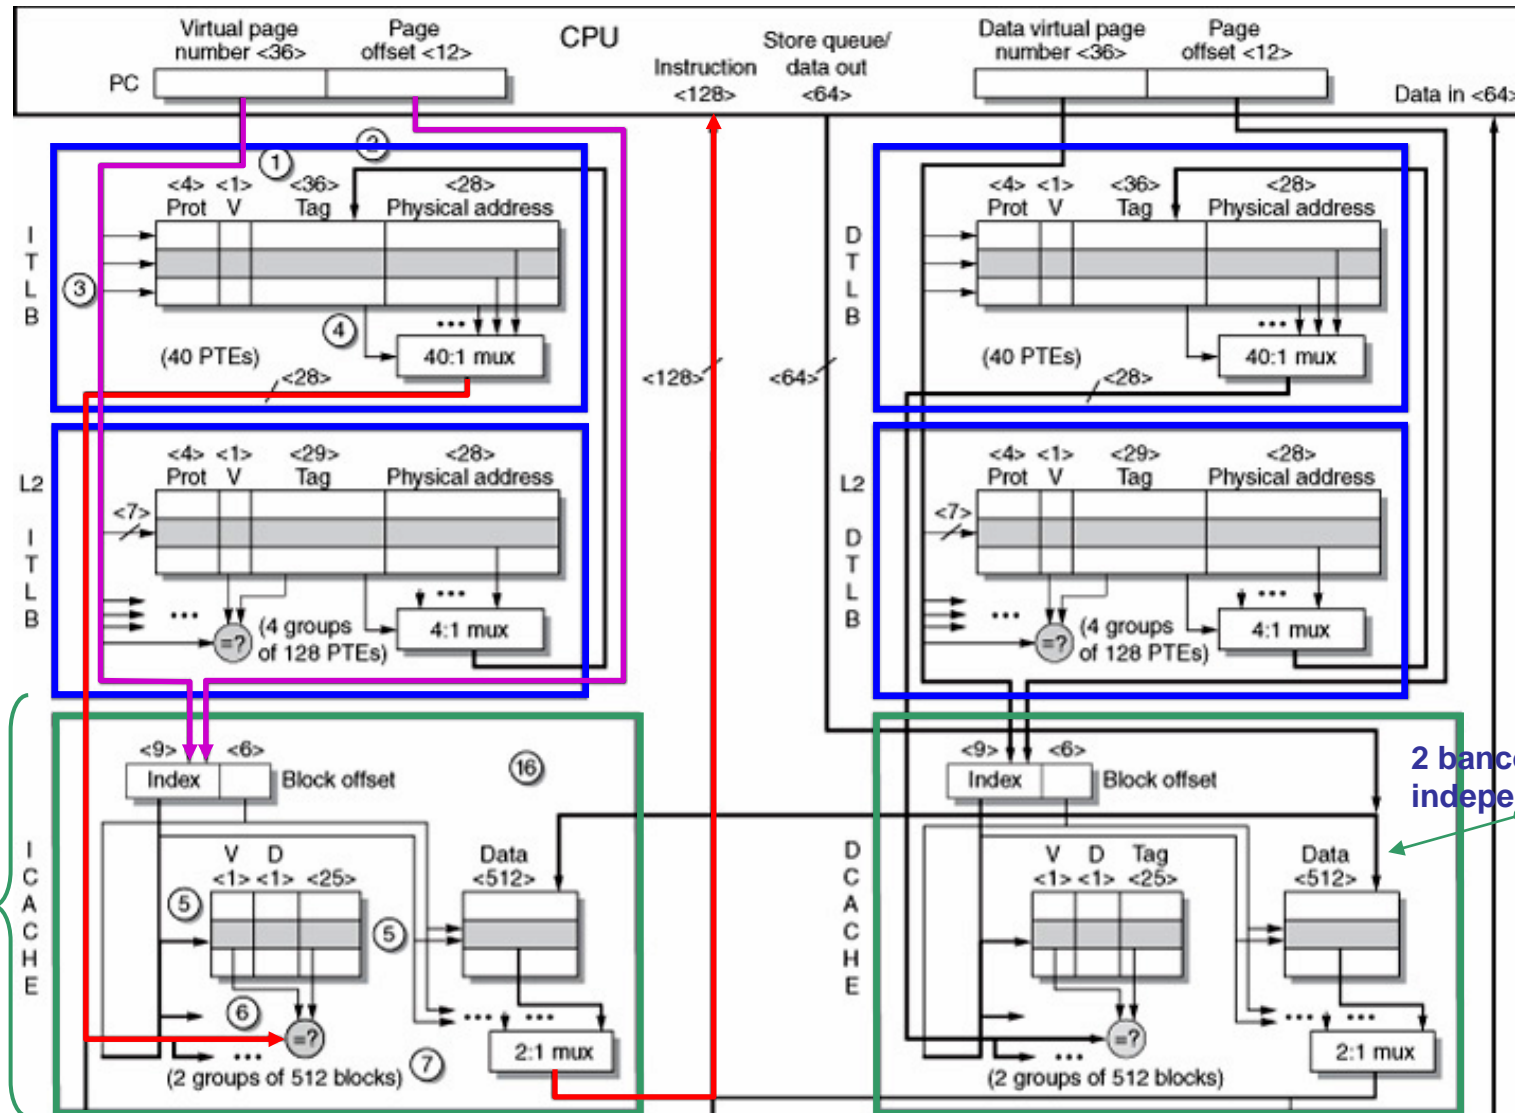 CPU
Virtual page
number <36>
Page
offset <12>
PC
Instruction
<128>
Store queue/
data out
<64>
Data virtual page
number <36>
Page
offset <12>
Data in <64>
1
2
I
T
L
B
<4> <1> <36> <28>
Prot V Tag Physical address
3
4
(40 PTEs)
40:1 mux
<28>
<128>
<64>
D
T
L
B
<4> <1> <36> <28>
Prot V Tag Physical address
(40 PTEs)
40:1 mux
<28>
L2
I
T
L
B
<4> <1> <29> <28>
Prot V Tag Physical address
<7>
=?
(4 groups
of 128 PTEs)
4:1 mux
L2
D
T
L
B
<4> <1> <29> <28>
Prot V Tag Physical address
<7>
=?
(4 groups
of 128 PTEs)
4:1 mux
I
C
A
C
H
E
<9> <6>
Index
Block offset
16
V D
<1> <1> <25>
Data
<512>
5
5
6
=?
7
2:1 mux
(2 groups of 512 blocks)
D
C
A
C
H
E
<9> <6>
Index
Block offset
2 banc
indepe
V D Tag
<1> <1> <25>
Data
<512>
=?
2:1 mux
(2 groups of 512 blocks)